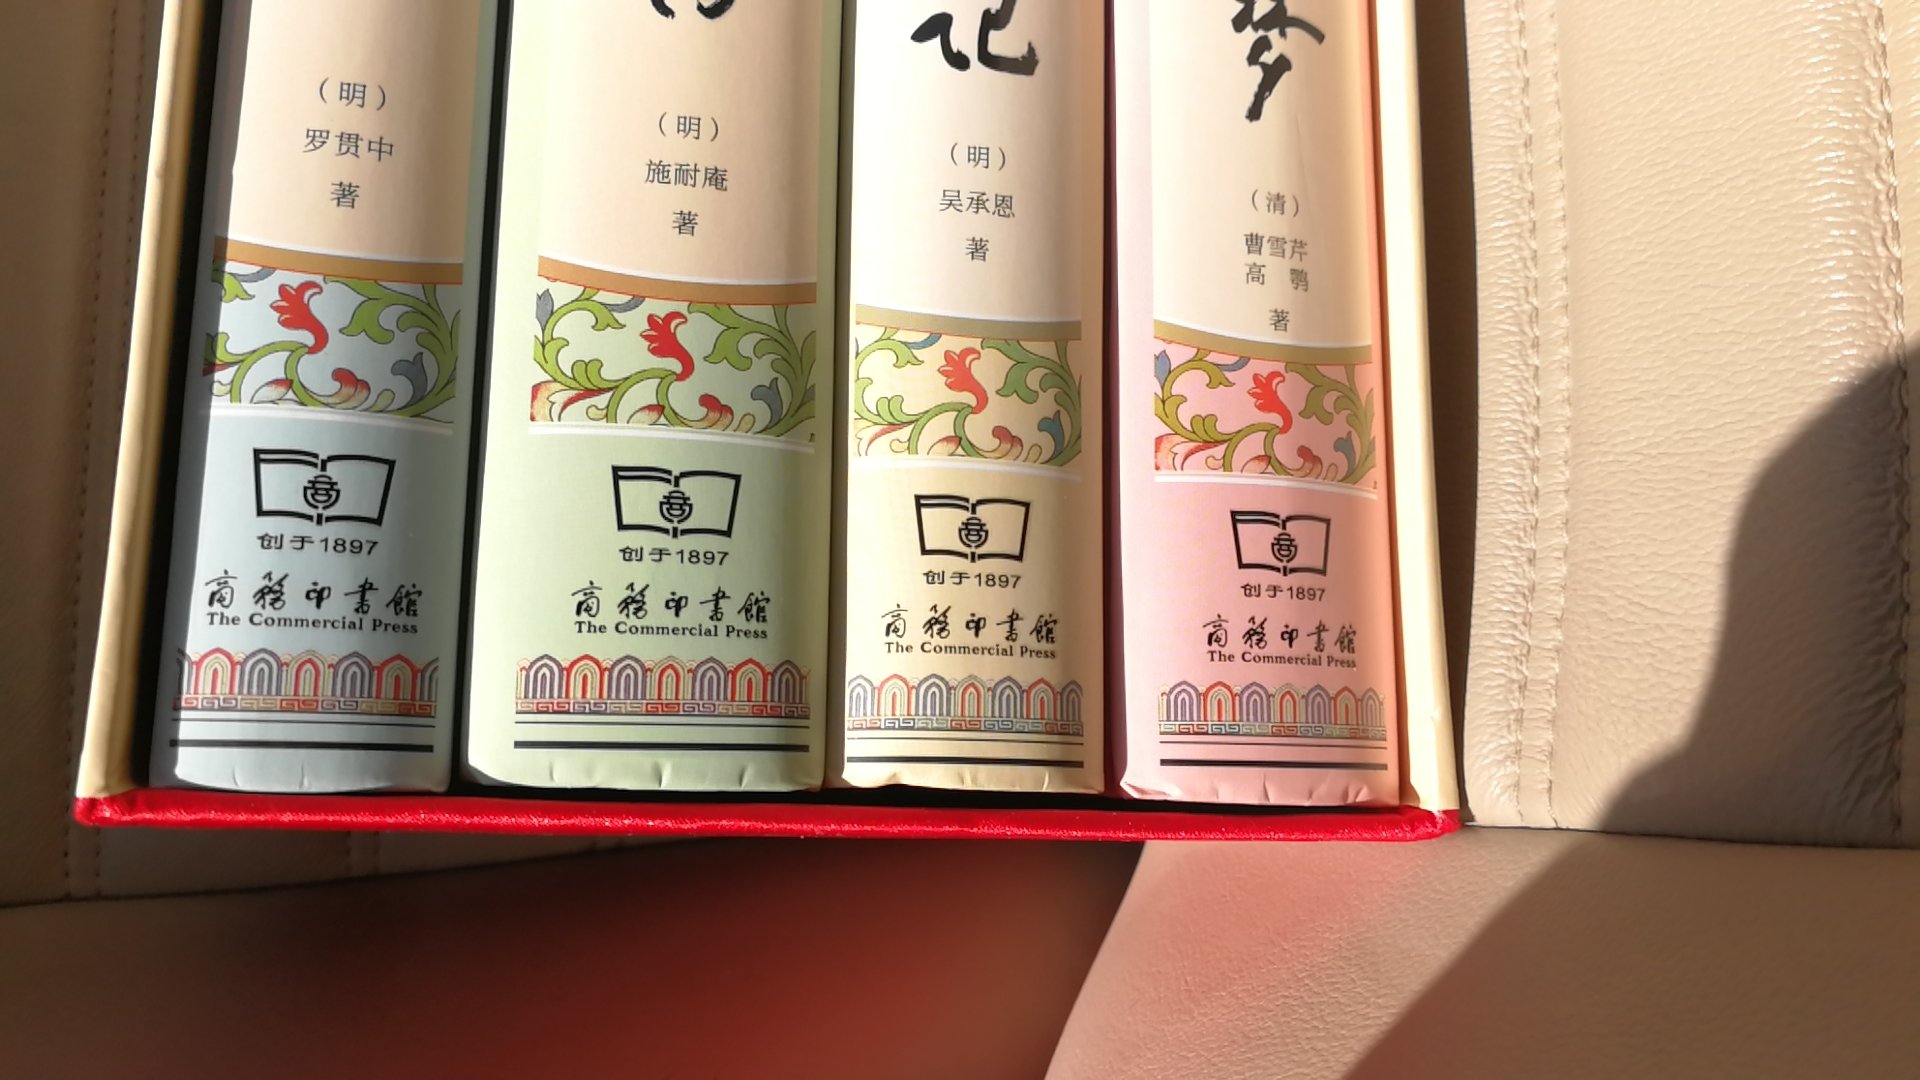 （明）
罗贯中
著
创于1897
商務印書館
The Commercial Press
（明）
施耐庵
著
创于1897
商務印書館
The Commercial Press
记
（明）
吴承恩
著
创于1897
商務印書館
The Commercial Press
梦
（清）
曹雪芹
高 鹗
著
创于1897
商務印書館
The Commercial Press